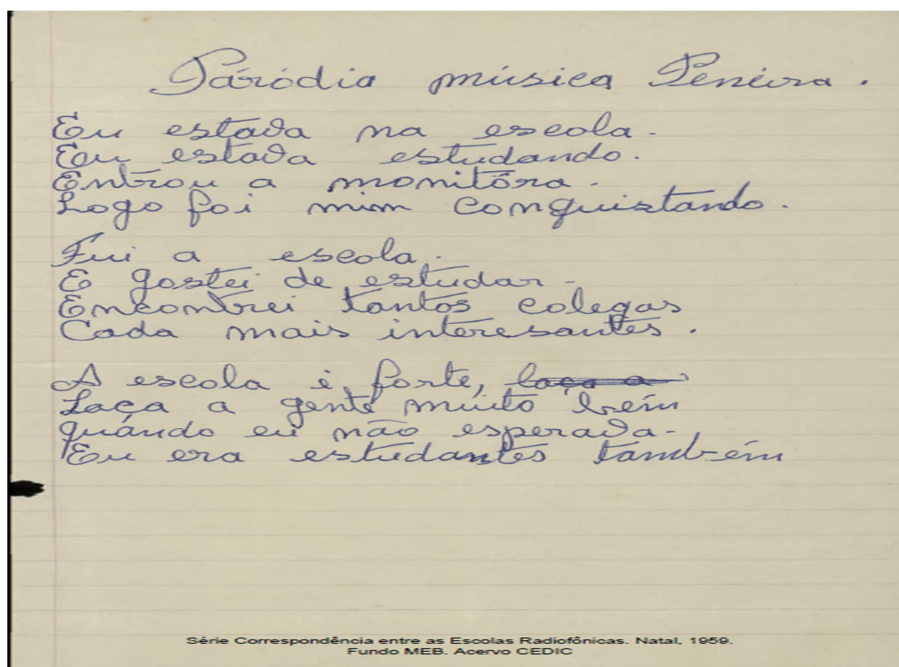 Paródia música Peneira.
Eu estava na escola.
Eu estava estudando.
Entrou a monitôra.
Logo foi mim conquistando.
Fui a escola.
E gostei de estudar.
Encontrei tantos colegas
Cada mais interesantes.
A escola é, forte, laça a
Laça a gente muito bem
quando eu não esperava.
Eu era estudantes também
Série Correspondência entre as Escolas Radiofônicas. Natal, 1959.
Fundo MEB. Acervo CEDIC